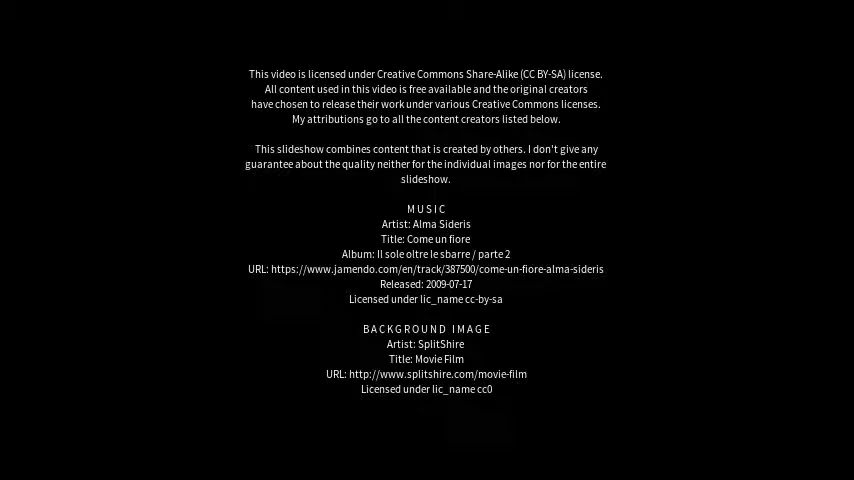 This video is licensed under Creative Commons Share-Alike (CC BY-SA) license.
All content used in this video is free available and the original creators
have chosen to release their work under various Creative Commons licenses.
My attributions go to all the content creators listed below.
This slideshow combines content that is created by others. I don't give any
guarantee about the quality neither for the individual images nor for the entire
slideshow.
MUSIC
Artist: Alma Sideris
Title: Come un fiore
Album: Il sole oltre le sbarre / parte 2
URL: https://www.jamendo.com/en/track/387500/come-un-fiore-alma-sideris
Released: 2009-07-17
Licensed under lic_name cc-by-sa
BACKGROUND IMAGE
Artist: SplitShire
Title: Movie Film
URL: http://www.splitshire.com/movie-film
Licensed under lic_name cc0